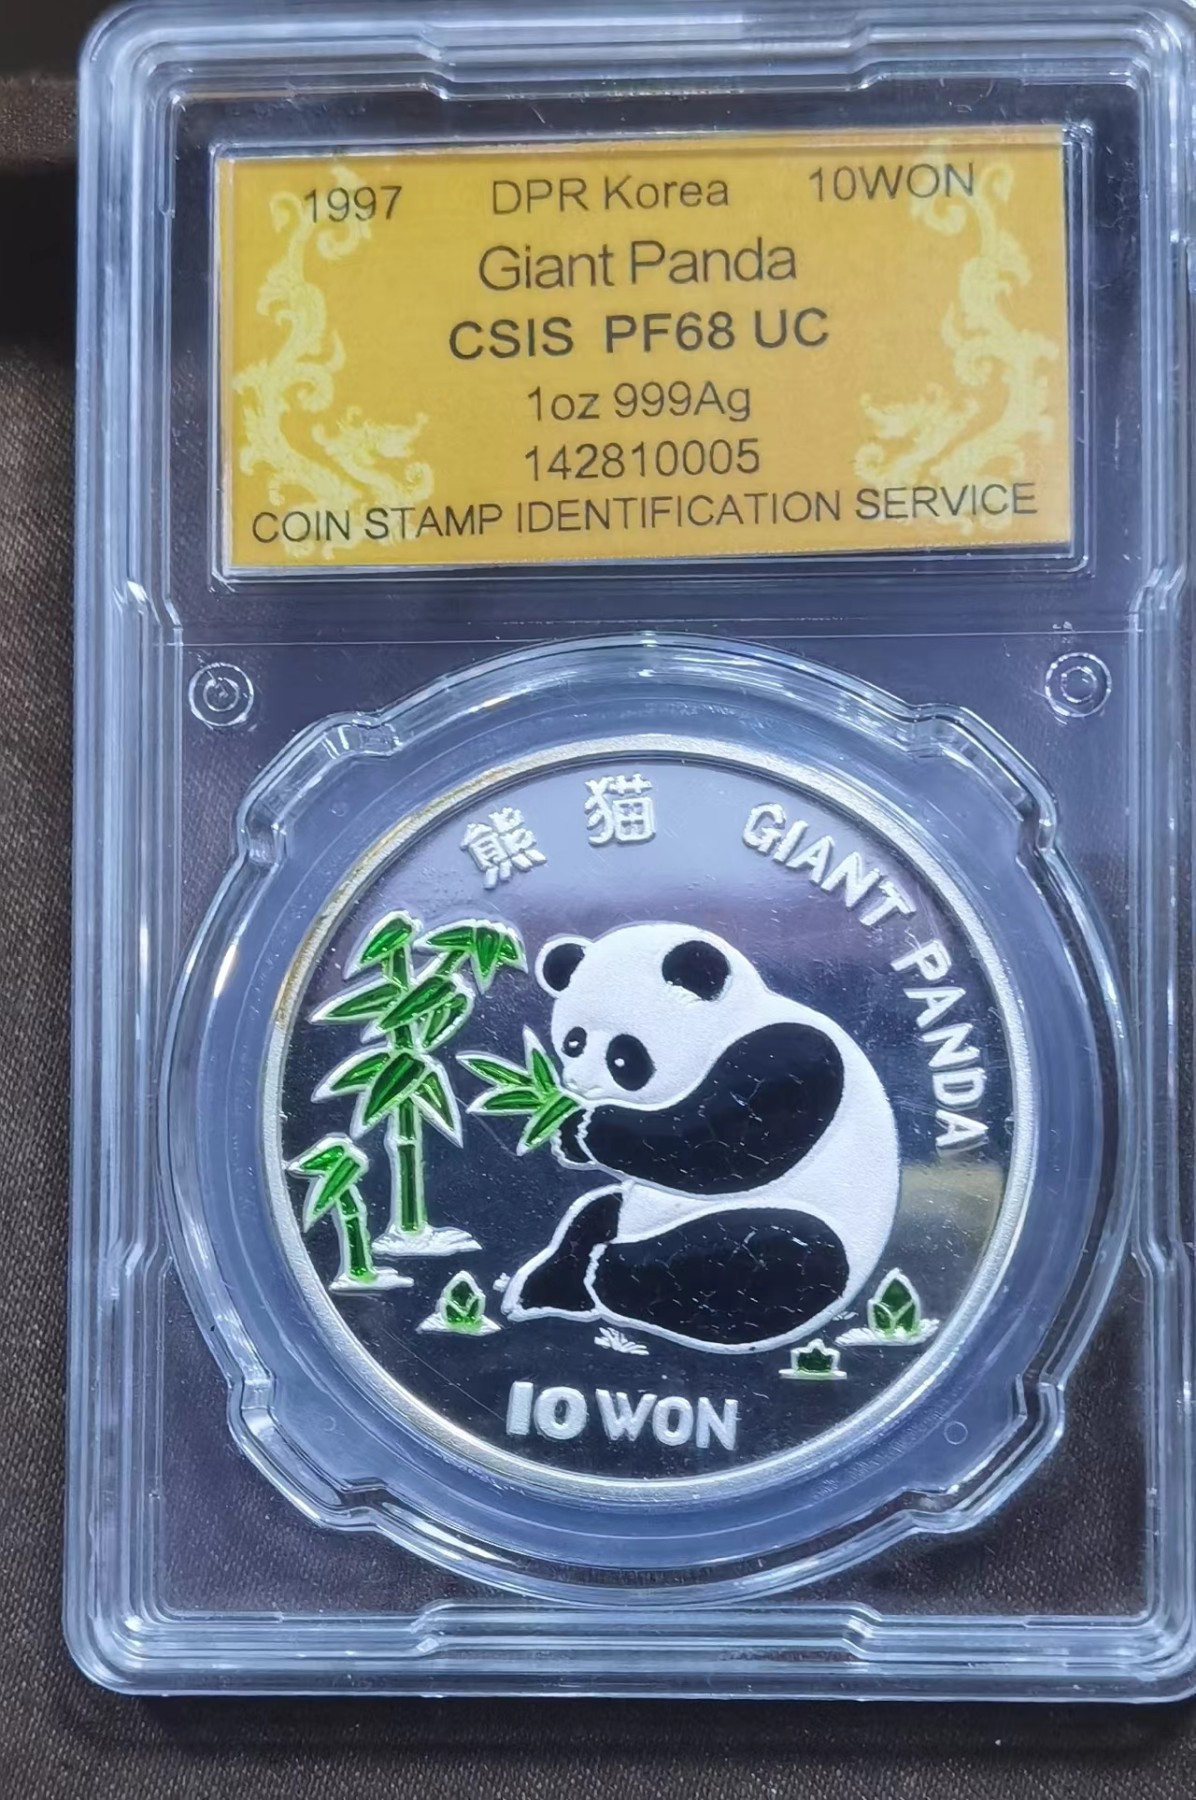 1997 DPR Korea 10WON
Giant Panda
CSIS PF68 UC
1oz 999Ag
142810005
COIN STAMP IDENTIFICATION SERVICE
熊猫 GIANT PANDA
10 WON